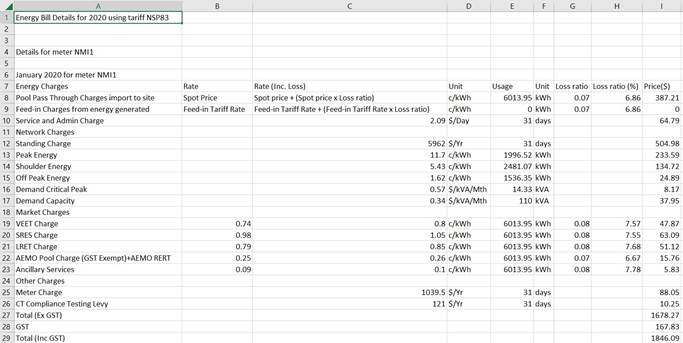 A B C D E F G H I
1 Energy Bill Details for 2020 using tariff NSP83
2
3
4 Details for meter NMI1
5
6 January 2020 for meter NMI1
7 Energy Charges Rate Rate (Inc. Loss) Unit Usage Unit Loss ratio Loss ratio (%) Price($)
8 Pool Pass Through Charges import to site Spot Price Spot price + (Spot price x Loss ratio) c/kWh 6013.95 kWh 0.07 6.86 387.21
9 Feed-in Charges from energy generated Feed-in Tariff Rate Feed-in Tariff Rate + (Feed-in Tariff Rate x Loss ratio) c/kWh 0 kWh 0.07 6.86 0
10 Service and Admin Charge 2.09 $/Day 31 days 64.79
11 Network Charges
12 Standing Charge 5962 $/Yr 31 days 504.98
13 Peak Energy 11.7 c/kWh 1996.52 kWh 233.59
14 Shoulder Energy 5.43 c/kWh 2481.07 kWh 134.72
15 Off Peak Energy 1.62 c/kWh 1536.35 kWh 24.89
16 Demand Critical Peak 0.57 $/kVA/Mth 14.33 kVA 8.17
17 Demand Capacity 0.34 $/kVA/Mth 110 kVA 37.95
18 Market Charges
19 VEET Charge 0.74 0.8 c/kWh 6013.95 kWh 0.08 7.57 47.87
20 SRES Charge 0.98 1.05 c/kWh 6013.95 kWh 0.08 7.55 63.09
21 LRET Charge 0.79 0.85 c/kWh 6013.95 kWh 0.08 7.68 51.12
22 AEMO Pool Charge (GST Exempt)+AEMO RERT 0.25 0.26 c/kWh 6013.95 kWh 0.07 6.67 15.76
23 Ancillary Services 0.09 0.1 c/kWh 6013.95 kWh 0.08 7.78 5.83
24 Other Charges
25 Meter Charge 1039.5 $/Yr 31 days 88.05
26 CT Compliance Testing Levy 121 $/Yr 31 days 10.25
27 Total (Ex GST) 1678.27
28 GST 167.83
29 Total (Inc GST) 1846.09